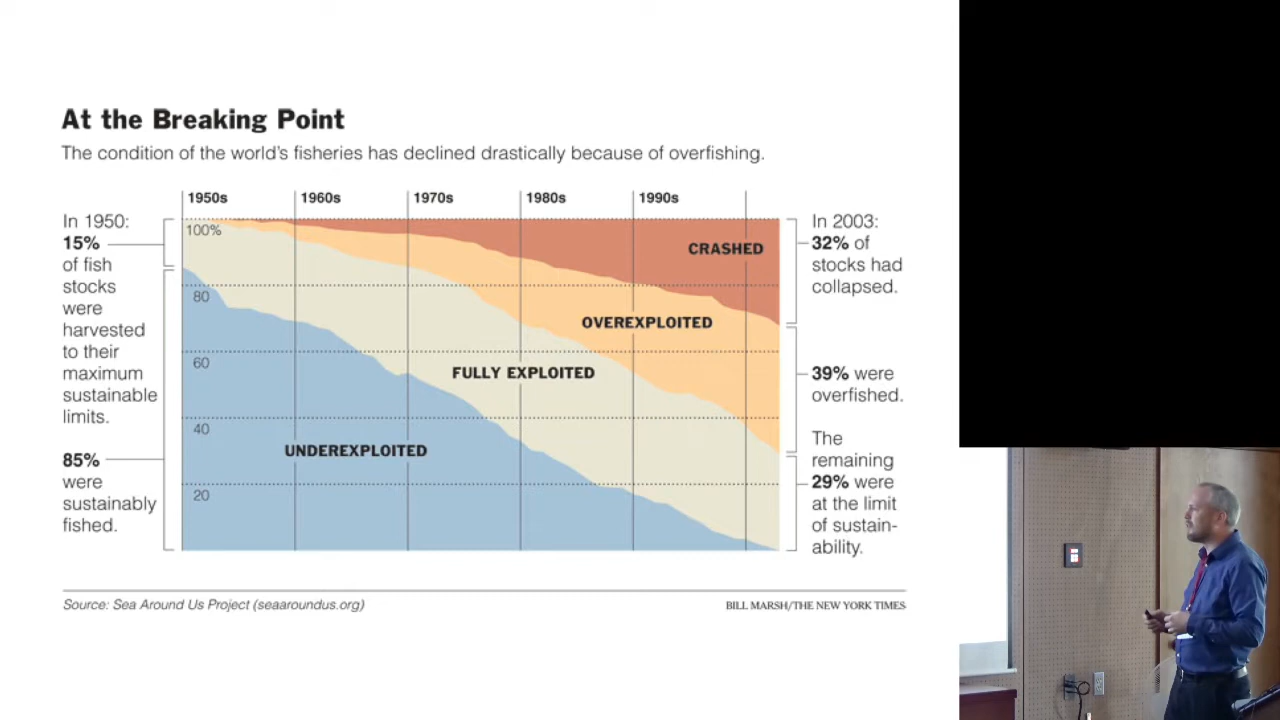 At the Breaking Point
The condition of the world's fisheries has declined drastically because of overfishing.
1950s
1960s
1970s
1980s
1990s
In 1950:
15%
of fish
stocks
were
harvested
to their
maximum
sustainable
limits.
85%
were
sustainably
fished.
100%
80
60
40
20
CRASHED
OVEREXPLOITED
FULLY EXPLOITED
UNDEREXPLOITED
In 2003:
32% of
stocks had
collapsed.
39% were
overfished.
The
remaining
29% were
at the limit
of sustain-
ability.
Source: Sea Around Us Project (seaaroundus.org)
BILL MARSH/THE NEW YORK TIMES